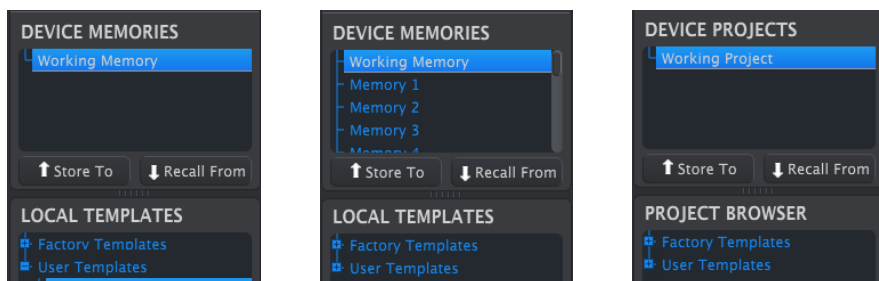 DEVICE MEMORIES
Working Memory
Store To
Recall From
LOCAL TEMPLATES
Factory Templates
User Templates
DEVICE MEMORIES
Working Memory
Memory 1
Memory 2
Memory 3
Memory 4
Store To
Recall From
LOCAL TEMPLATES
Factory Templates
User Templates
DEVICE PROJECTS
Working Project
Store To
Recall From
PROJECT BROWSER
Factory Templates
User Templates